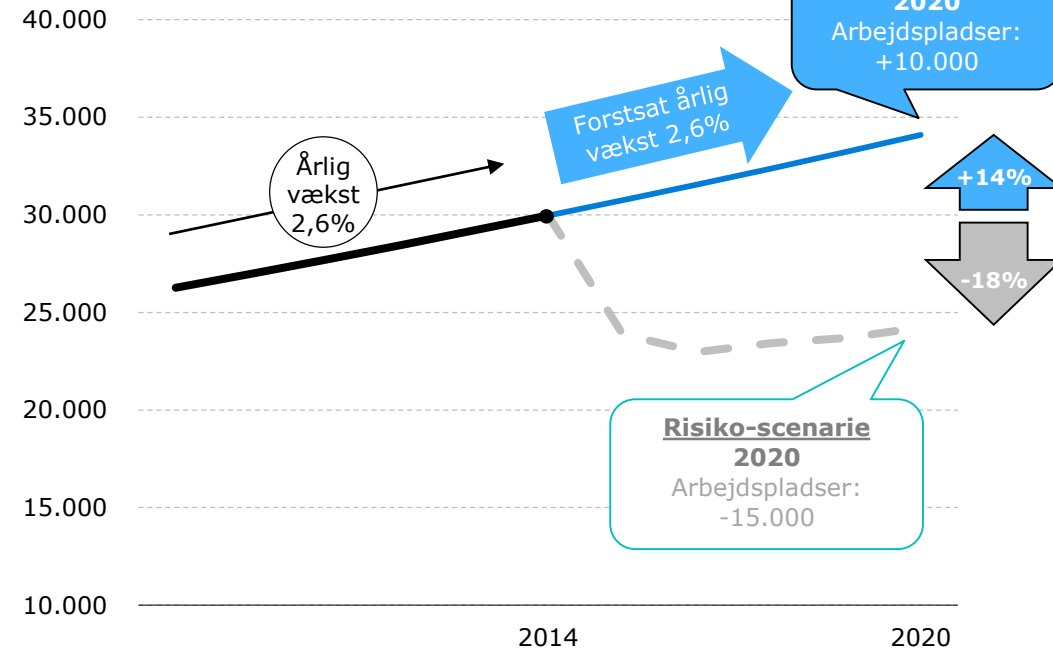 40.000
2020
Arbejdspladser:
+10.000
35.000
Forstsat årlig
vækst 2,6%
Årlig
vækst
2,6%
+14%
30.000
-18%
25.000
20.000
Risiko-scenarie
2020
Arbejdspladser:
-15.000
15.000
10.000
2014
2020